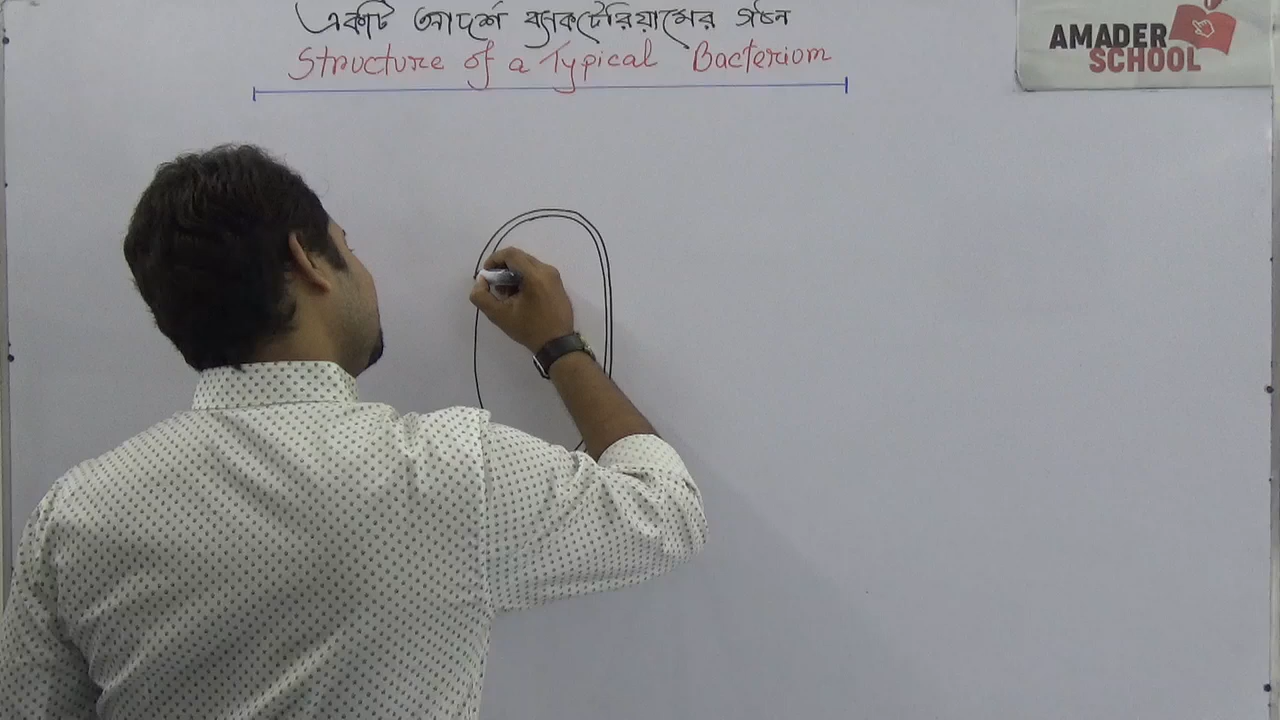 একটি আদর্শ ব্যাকটেরিয়ামের গঠন
Structure of a Typical Bacterium
AMADER
SCHOOL